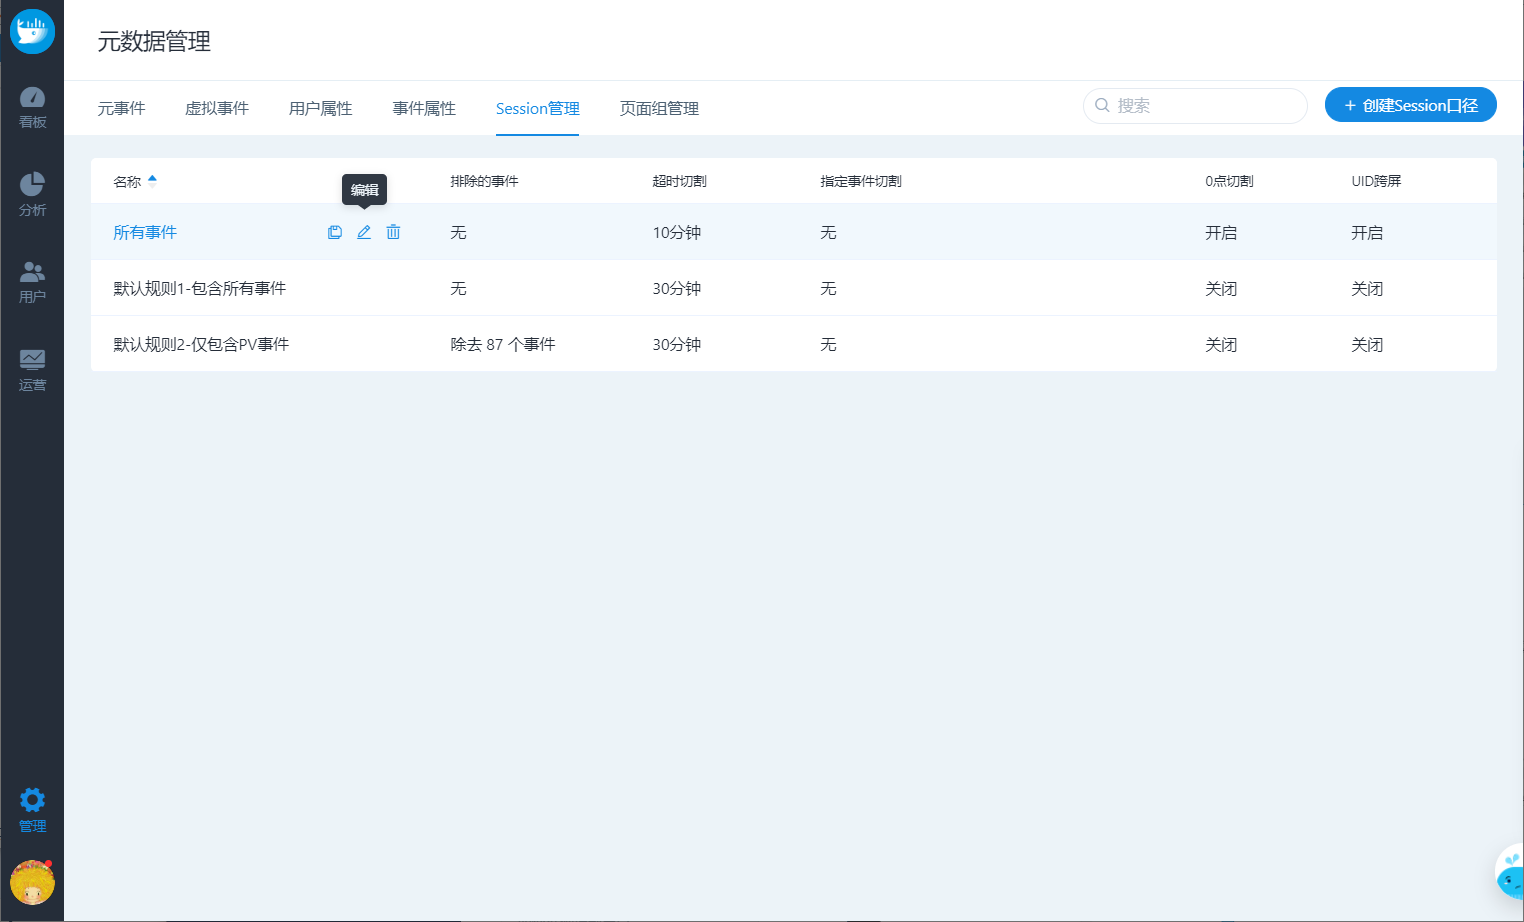 元数据管理
元事件 虚拟事件 用户属性 事件属性 Session管理 页面组管理 搜索 + 创建Session口径
看板
分析
用户
运营
管理
名称 编辑 排除的事件 超时切割 指定事件切割 0点切割 UID跨屏
所有事件 无 10分钟 无 开启 开启
默认规则1-包含所有事件 无 30分钟 无 关闭 关闭
默认规则2-仅包含PV事件 除去 87 个事件 30分钟 无 关闭 关闭